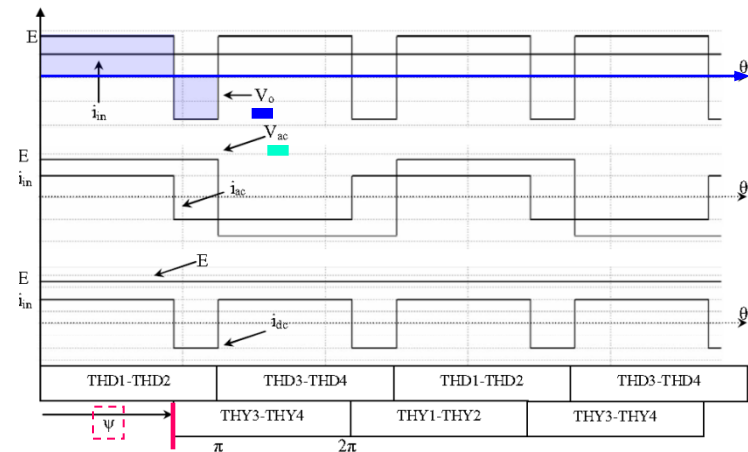 E
θ
V_o
i_in
V_ac
E
i_in
i_ac
θ
E
E
i_in
i_dc
θ
THD1-THD2 THD3-THD4 THD1-THD2 THD3-THD4
ψ THY3-THY4 THY1-THY2 THY3-THY4
π 2π